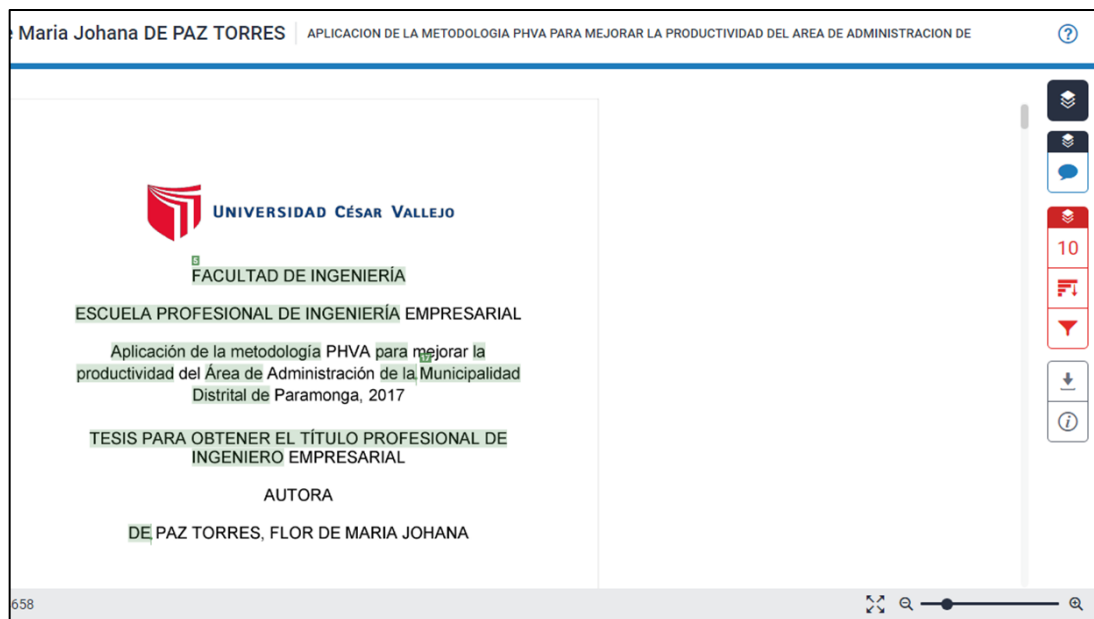 Maria Johana DE PAZ TORRES APLICACION DE LA METODOLOGIA PHVA PARA MEJORAR LA PRODUCTIVIDAD DEL AREA DE ADMINISTRACION DE
UNIVERSIDAD CÉSAR VALLEJO
5
FACULTAD DE INGENIERÍA
ESCUELA PROFESIONAL DE INGENIERÍA EMPRESARIAL
Aplicación de la metodología PHVA para mejorar la
17
productividad del Área de Administración de la Municipalidad
Distrital de Paramonga, 2017
TESIS PARA OBTENER EL TÍTULO PROFESIONAL DE
INGENIERO EMPRESARIAL
AUTORA
DE PAZ TORRES, FLOR DE MARIA JOHANA
10
658